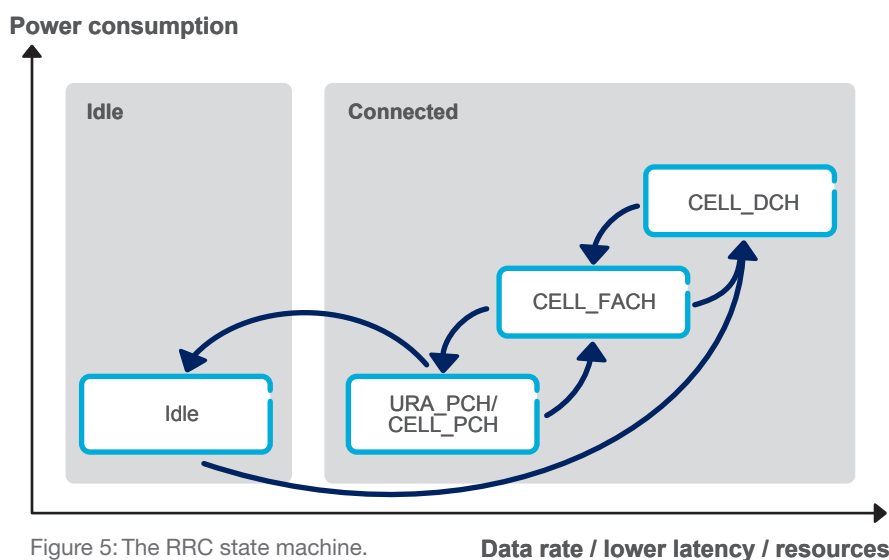 Power consumption
Idle
Connected
CELL_DCH
CELL_FACH
Idle
URA_PCH/
CELL_PCH
Figure 5: The RRC state machine.
Data rate / lower latency / resources